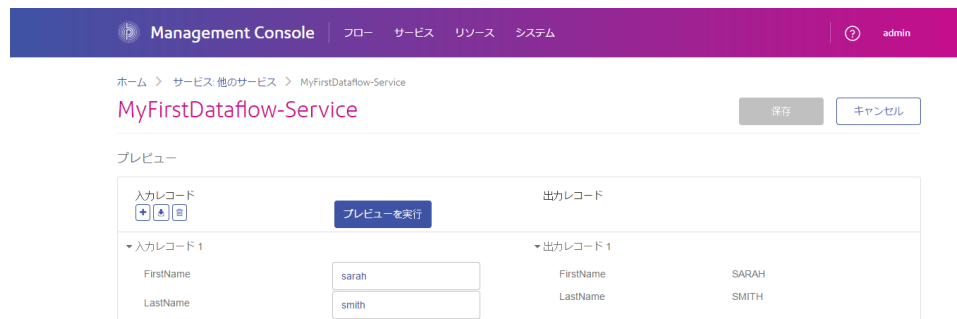 Management Console フロー サービス リソース システム ? admin
ホーム > サービス: 他のサービス > MyFirstDataflow-Service
MyFirstDataflow-Service 保存 キャンセル
プレビュー
入力レコード 出力レコード
プレビューを実行
入力レコード 1 出力レコード 1
FirstName sarah FirstName SARAH
LastName smith LastName SMITH